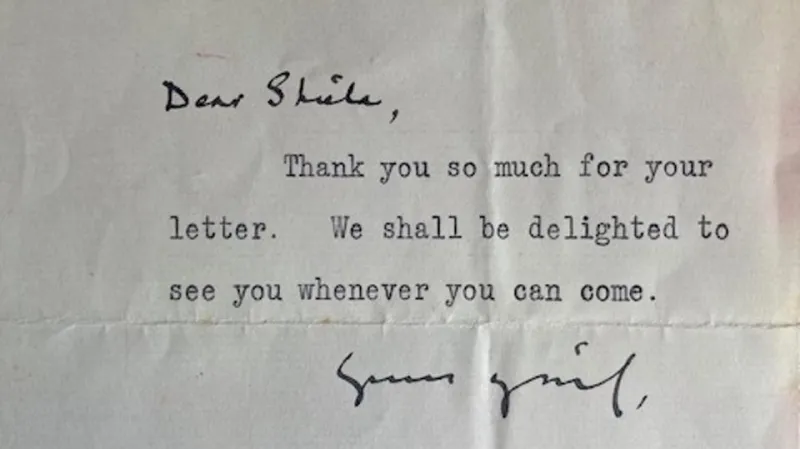 Dear Sheila,
Thank you so much for your
letter. We shall be delighted to
see you whenever you can come.
Yours